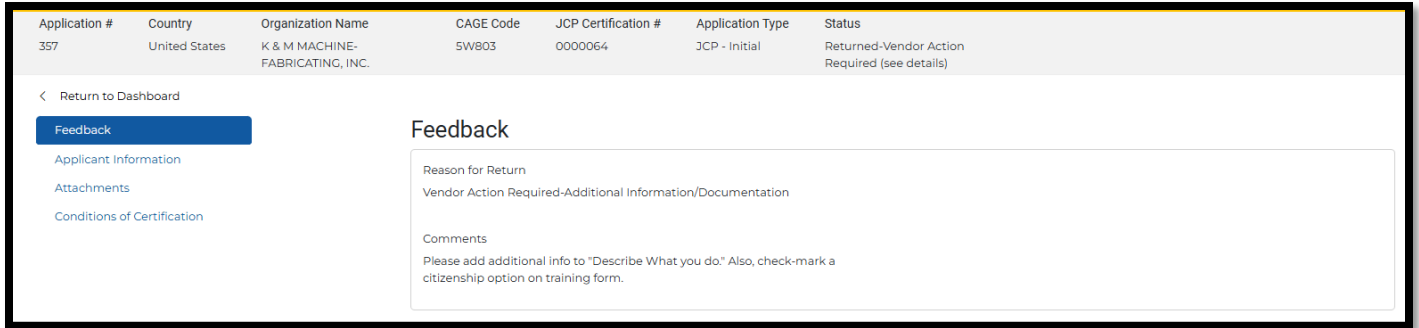 Application # Country Organization Name CAGE Code JCP Certification # Application Type Status
357 United States K & M MACHINE- 5W803 0000064 JCP - Initial Returned-Vendor Action
FABRICATING, INC. Required (see details)
Return to Dashboard
Feedback
Applicant Information
Attachments
Conditions of Certification
Feedback
Reason for Return
Vendor Action Required-Additional Information/Documentation
Comments
Please add additional info to "Describe What you do." Also, check-mark a
citizenship option on training form.